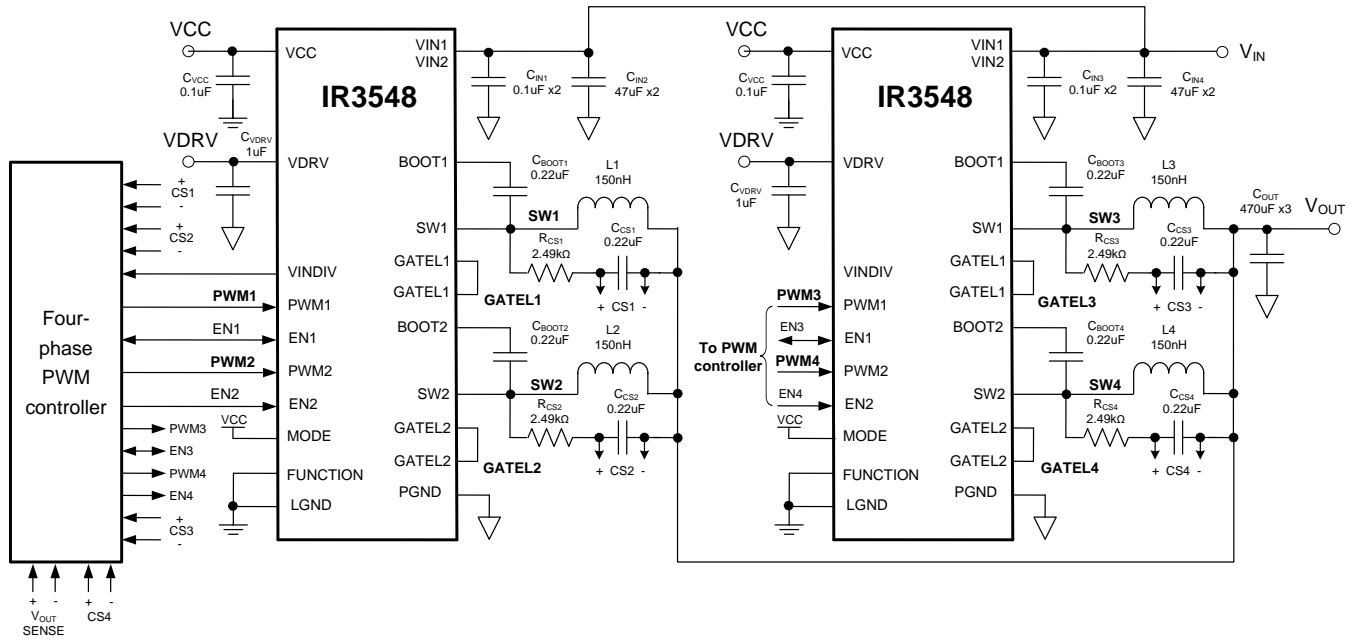 VCC
C_VCC
0.1uF
VDRV
C_VDRV
1uF
Four-
phase
PWM
controller
+
CS1
-
+
CS2
-
PWM1
EN1
PWM2
EN2
PWM3
EN3
PWM4
EN4
+
CS3
-
+
-
V_OUT
SENSE
+
-
CS4
VCC
IR3548
VCC
VDRV
VINDIV
PWM1
EN1
PWM2
EN2
MODE
FUNCTION
LGND
VIN1
VIN2
BOOT1
SW1
GATEL1
GATEL1
BOOT2
SW2
GATEL2
GATEL2
PGND
C_IN1
0.1uF x2
C_IN2
47uF x2
C_BOOT1
0.22uF
L1
150nH
SW1
R_CS1
2.49kΩ
C_CS1
0.22uF
+ CS1 -
GATEL1
C_BOOT2
0.22uF
L2
150nH
SW2
R_CS2
2.49kΩ
C_CS2
0.22uF
+ CS2 -
GATEL2
VCC
C_VCC
0.1uF
VDRV
C_VDRV
1uF
PWM3
EN3
PWM4
EN4
To PWM
controller
VCC
IR3548
VCC
VDRV
VINDIV
PWM1
EN1
PWM2
EN2
MODE
FUNCTION
LGND
VIN1
VIN2
BOOT1
SW1
GATEL1
GATEL1
BOOT2
SW2
GATEL2
GATEL2
PGND
V_IN
C_IN3
0.1uF x2
C_IN4
47uF x2
C_BOOT3
0.22uF
L3
150nH
SW3
R_CS3
2.49kΩ
C_CS3
0.22uF
+ CS3 -
GATEL3
C_BOOT4
0.22uF
L4
150nH
SW4
R_CS4
2.49kΩ
C_CS4
0.22uF
+ CS4 -
GATEL4
C_OUT
470uF x3
V_OUT